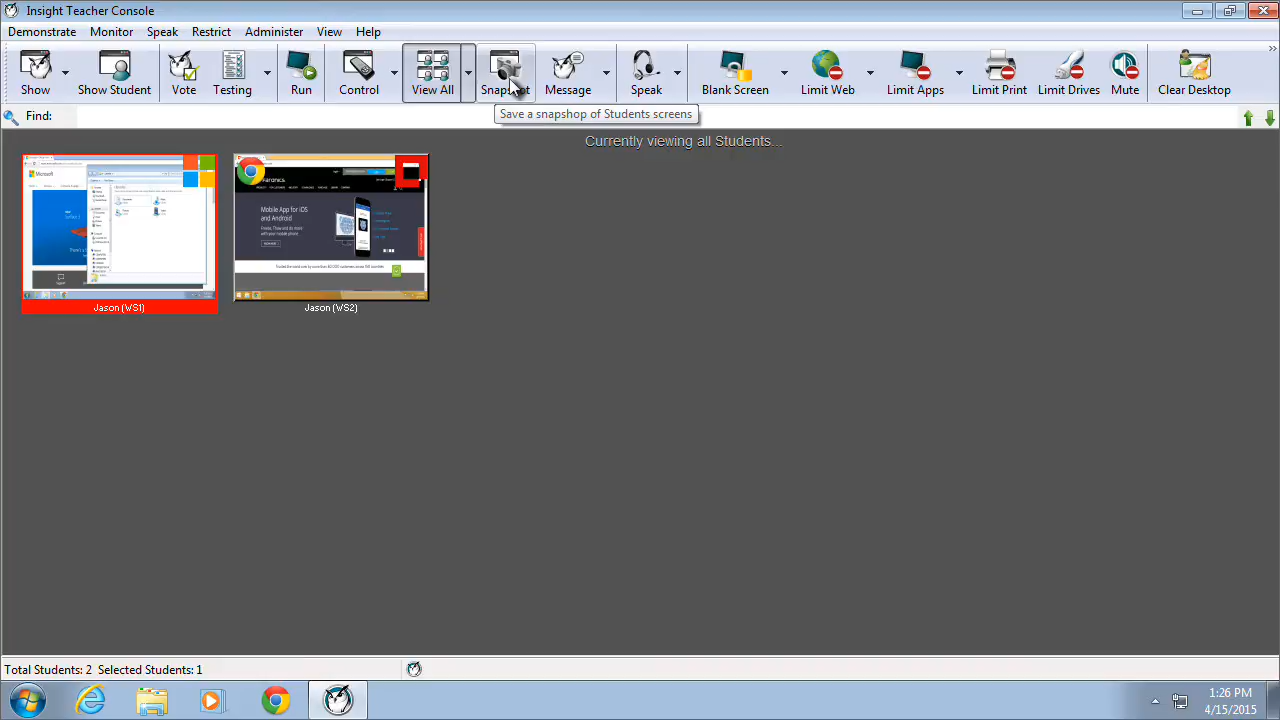 Insight Teacher Console
Demonstrate Monitor Speak Restrict Administer View Help
Show Show Student Vote Testing Run Control View All Message Speak Blank Screen Limit Web Limit Apps Limit Print Limit Drives Mute Clear Desktop
Find:
Save a snapshop of Students screens
Currently viewing all Students...
Microsoft
Mobile App for iOS
and Android
Jason (WS1) Jason (WS2)
Total Students: 2 Selected Students: 1
1:26 PM
4/15/2015